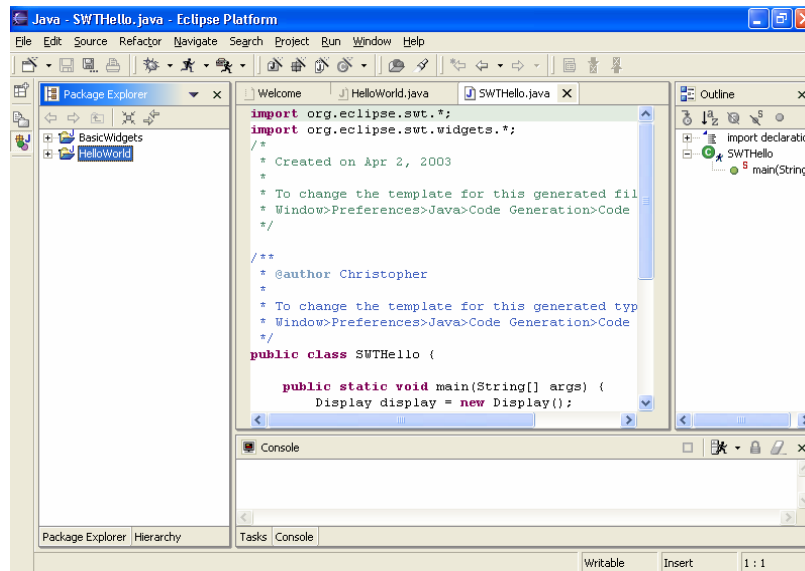 Java - SWTHello.java - Eclipse Platform
File Edit Source Refactor Navigate Search Project Run Window Help
Package Explorer
BasicWidgets
HelloWorld
Welcome HelloWorld.java SWTHello.java
import org.eclipse.swt.*;
import org.eclipse.swt.widgets.*;
/*
 * Created on Apr 2, 2003
 *
 * To change the template for this generated fil
 * Window>Preferences>Java>Code Generation>Code
 */
/**
 * @author Christopher
 *
 * To change the template for this generated typ
 * Window>Preferences>Java>Code Generation>Code
 */
public class SWTHello {
public static void main(String[] args) {
Display display = new Display();
Outline
import declaratio
SWTHello
main(String
Console
Package Explorer Hierarchy
Tasks Console
Writable Insert 1 : 1